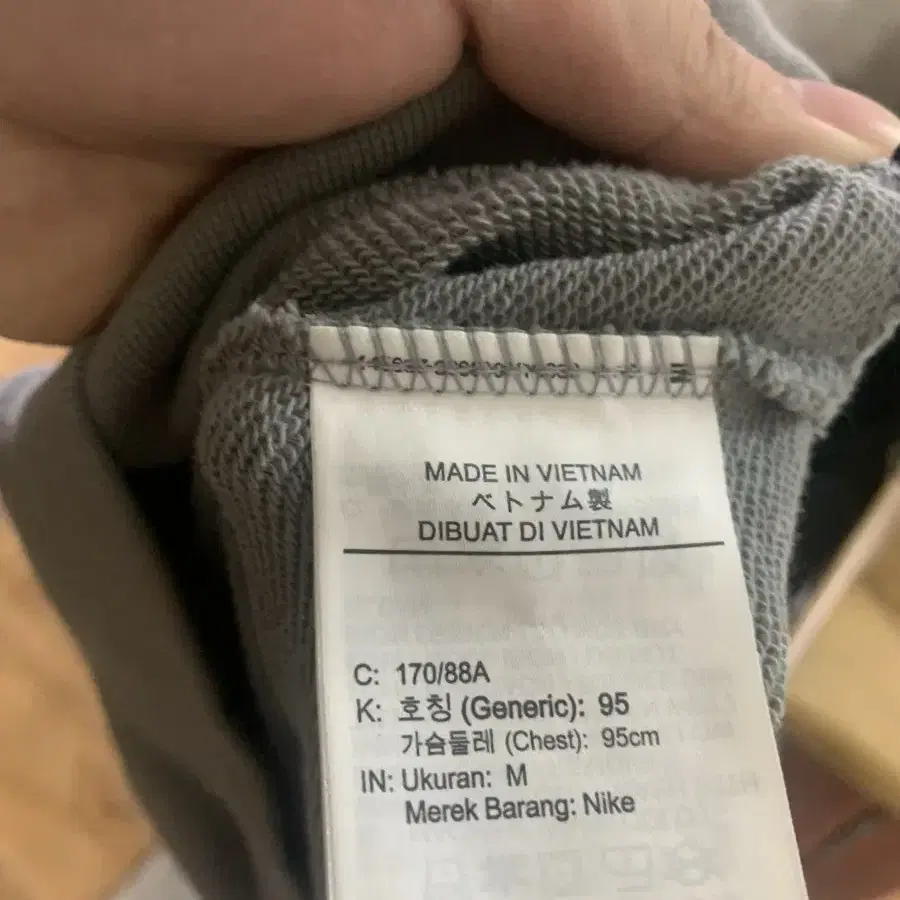 MADE IN VIETNAM
ベトナム製
DIBUAT DI VIETNAM
C: 170/88A
K: 호칭 (Generic): 95
가슴둘레 (Chest): 95cm
IN: Ukuran: M
Merek Barang: Nike